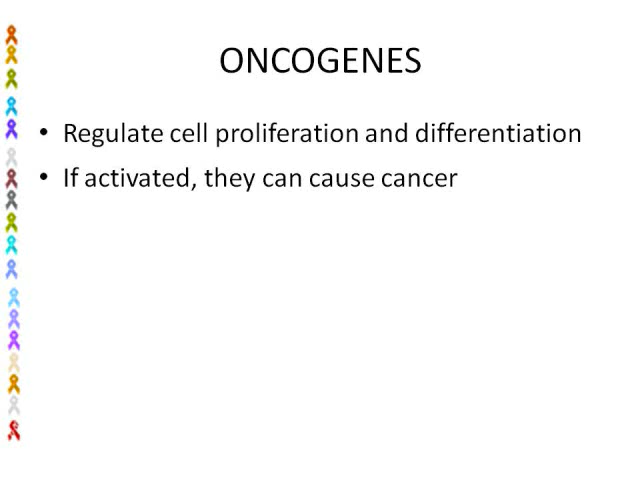 ONCOGENES
• Regulate cell proliferation and differentiation
• If activated, they can cause cancer